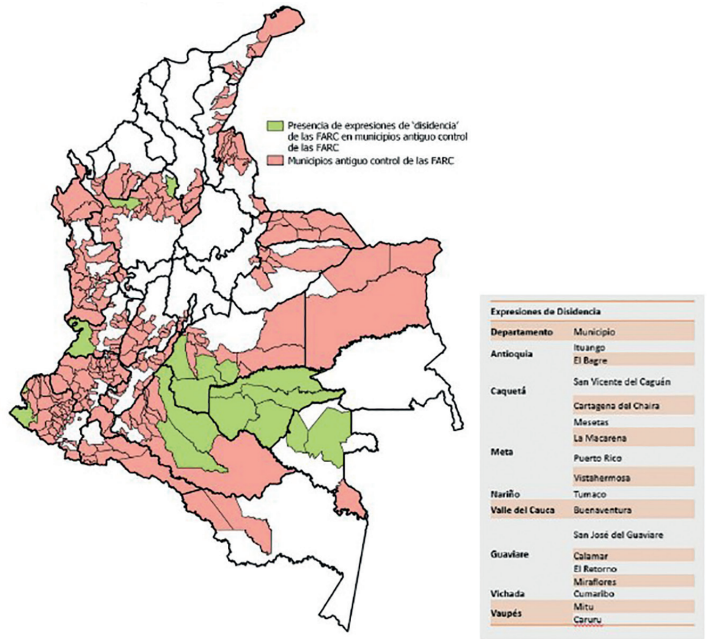 Presencia de expresiones de 'disidencia'
de las FARC en municipios antiguo control
de las FARC
Municipios antiguo control de las FARC
Expresiones de Disidencia
Departamento Municipio
Antioquia Ituango
El Bagre
Caquetá San Vicente del Caguán
Cartagena del Chaira
Meta Mesetas
La Macarena
Puerto Rico
Vistahermosa
Nariño Tumaco
Valle del Cauca Buenaventura
Guaviare San José del Guaviare
Calamar
El Retorno
Miraflores
Vichada Cumaribo
Vaupés Mitu
Caruru